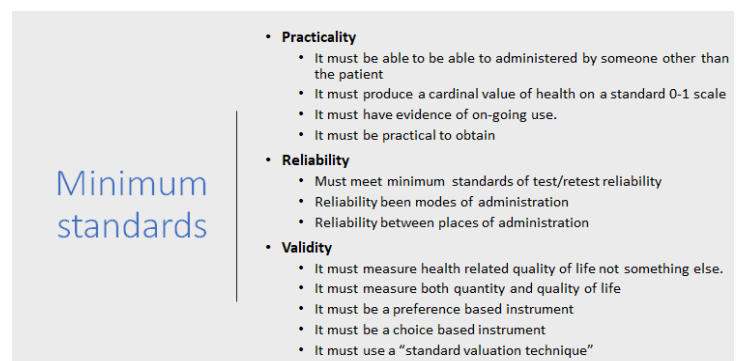 Minimum
standards
• Practicality
• It must be able to be able to administered by someone other than
the patient
• It must produce a cardinal value of health on a standard 0-1 scale
• It must have evidence of on-going use.
• It must be practical to obtain
• Reliability
• Must meet minimum standards of test/retest reliability
• Reliability been modes of administration
• Reliability between places of administration
• Validity
• It must measure health related quality of life not something else.
• It must measure both quantity and quality of life
• It must be a preference based instrument
• It must be a choice based instrument
• It must use a “standard valuation technique”